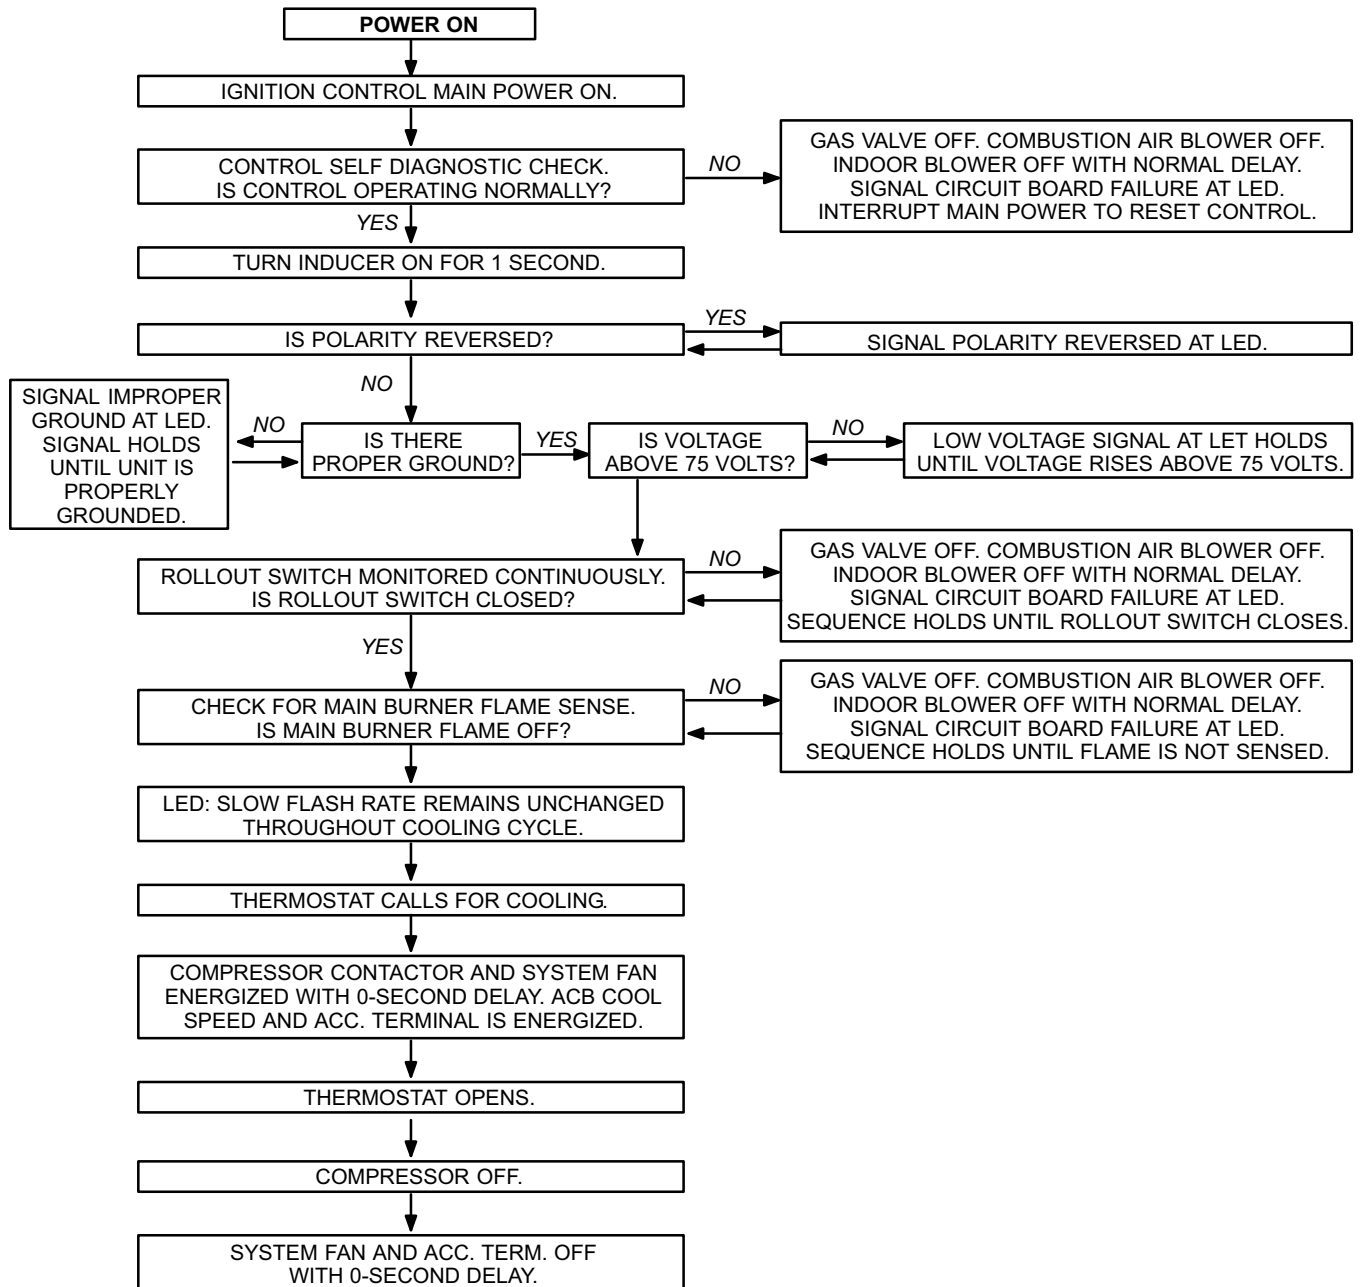 POWER ON
IGNITION CONTROL MAIN POWER ON.
CONTROL SELF DIAGNOSTIC CHECK.
IS CONTROL OPERATING NORMALLY?
NO
GAS VALVE OFF. COMBUSTION AIR BLOWER OFF.
INDOOR BLOWER OFF WITH NORMAL DELAY.
SIGNAL CIRCUIT BOARD FAILURE AT LED.
INTERRUPT MAIN POWER TO RESET CONTROL.
YES
TURN INDUCER ON FOR 1 SECOND.
IS POLARITY REVERSED?
YES
SIGNAL POLARITY REVERSED AT LED.
NO
SIGNAL IMPROPER
GROUND AT LED.
SIGNAL HOLDS
UNTIL UNIT IS
PROPERLY
GROUNDED.
NO
IS THERE
PROPER GROUND?
YES
IS VOLTAGE
ABOVE 75 VOLTS?
NO
LOW VOLTAGE SIGNAL AT LET HOLDS
UNTIL VOLTAGE RISES ABOVE 75 VOLTS.
ROLLOUT SWITCH MONITORED CONTINUOUSLY.
IS ROLLOUT SWITCH CLOSED?
NO
GAS VALVE OFF. COMBUSTION AIR BLOWER OFF.
INDOOR BLOWER OFF WITH NORMAL DELAY.
SIGNAL CIRCUIT BOARD FAILURE AT LED.
SEQUENCE HOLDS UNTIL ROLLOUT SWITCH CLOSES.
YES
CHECK FOR MAIN BURNER FLAME SENSE.
IS MAIN BURNER FLAME OFF?
NO
GAS VALVE OFF. COMBUSTION AIR BLOWER OFF.
INDOOR BLOWER OFF WITH NORMAL DELAY.
SIGNAL CIRCUIT BOARD FAILURE AT LED.
SEQUENCE HOLDS UNTIL FLAME IS NOT SENSED.
LED: SLOW FLASH RATE REMAINS UNCHANGED
THROUGHOUT COOLING CYCLE.
THERMOSTAT CALLS FOR COOLING.
COMPRESSOR CONTACTOR AND SYSTEM FAN
ENERGIZED WITH 0-SECOND DELAY. ACB COOL
SPEED AND ACC. TERMINAL IS ENERGIZED.
THERMOSTAT OPENS.
COMPRESSOR OFF.
SYSTEM FAN AND ACC. TERM. OFF
WITH 0-SECOND DELAY.